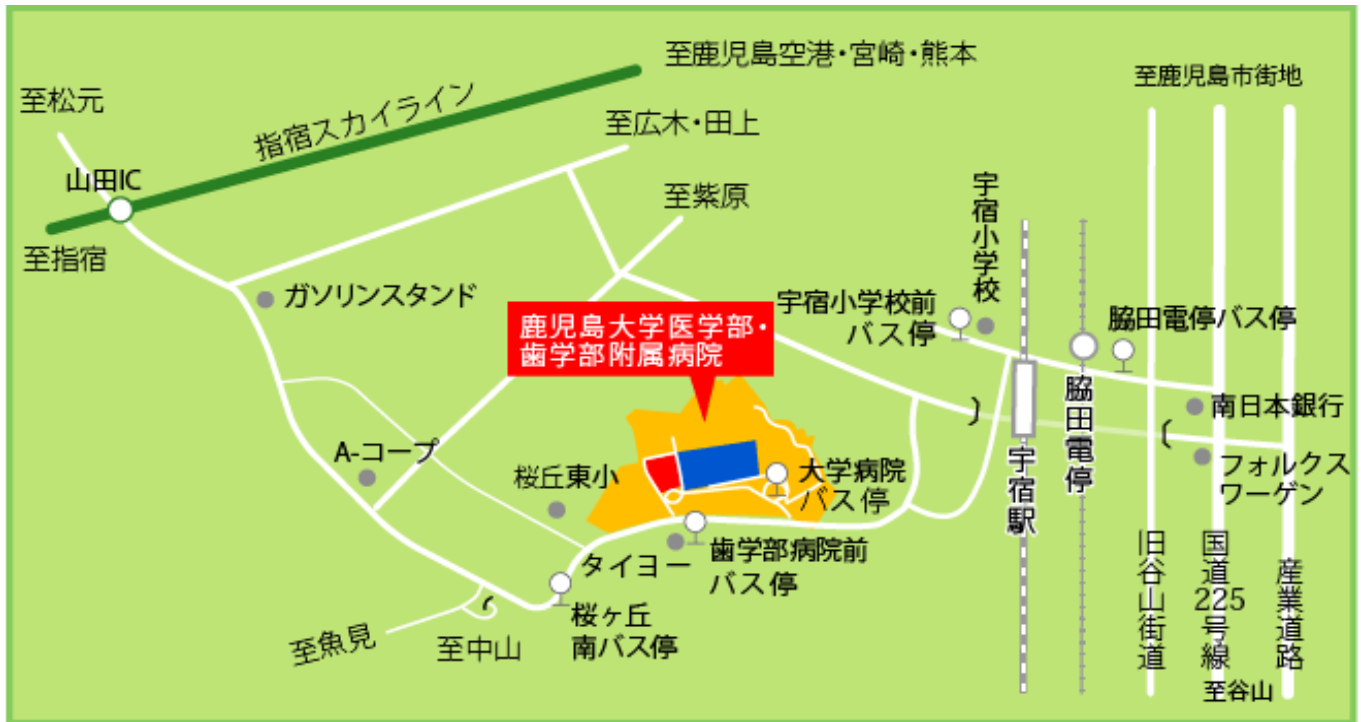 至鹿児島空港・宮崎・熊本
至鹿児島市街地
至松元
指宿スカイライン
至広木・田上
山田IC
至紫原
宇宿小学校
至指宿
ガソリンスタンド
宇宿小学校前
バス停
脇田電停バス停
鹿児島大学医学部・
歯学部附属病院
脇田電停
南日本銀行
A-コープ
桜丘東小
大学病院
バス停
宇宿駅
フォルクス
ワーゲン
タイヨー
歯学部病院前
バス停
旧谷山街道
国道225号線
産業道路
桜ヶ丘
南バス停
至魚見
至中山
至谷山